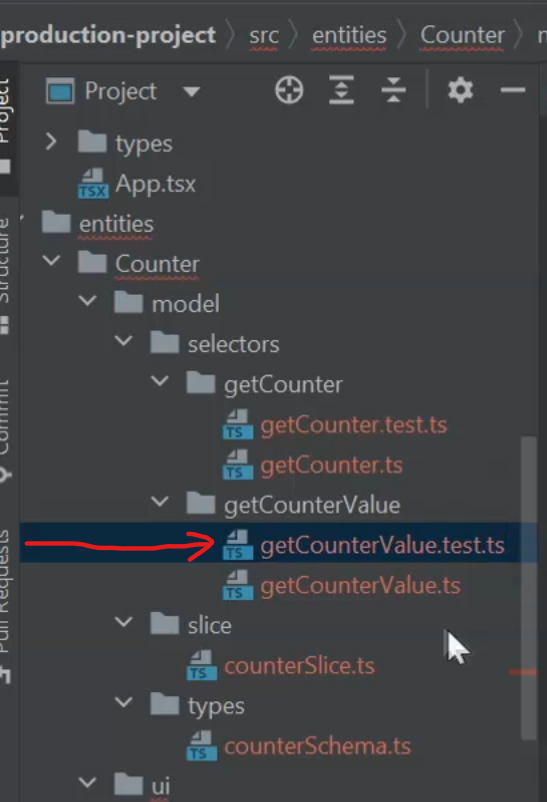 production-project 〉 src 〉 entities 〉 Counter 〉
Project
Project
types
TSX App.tsx
entities
Structure
Counter
model
selectors
getCounter
Commit
TS getCounter.test.ts
TS getCounter.ts
getCounterValue
TS getCounterValue.test.ts
Pull Requests
TS getCounterValue.ts
slice
TS counterSlice.ts
types
TS counterSchema.ts
ui